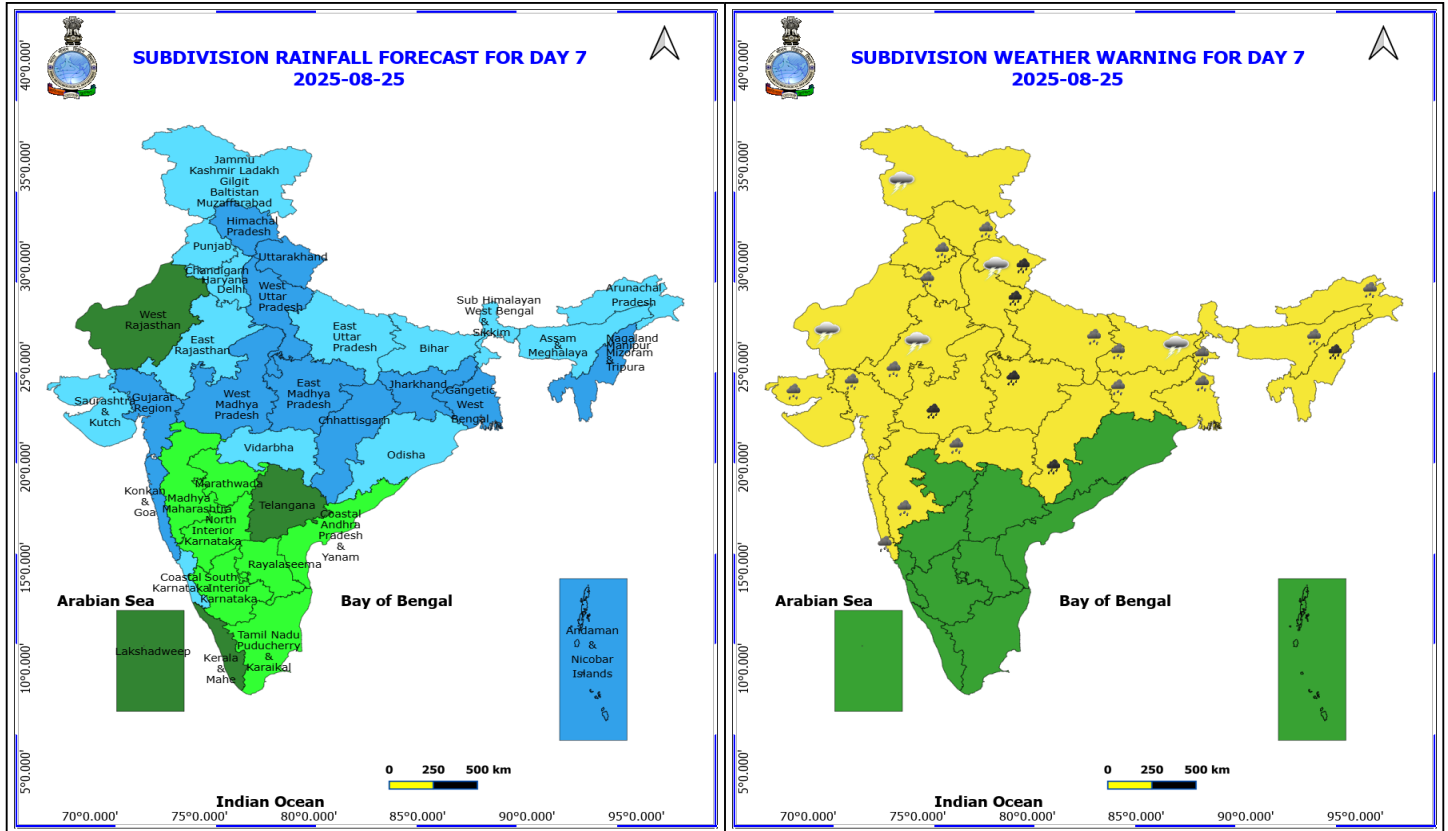 SUBDIVISION RAINFALL FORECAST FOR DAY 7
2025-08-25
40°0.000'
35°0.000'
30°0.000'
25°0.000'
20°0.000'
15°0.000'
10°0.000'
5°0.000'
Jammu
Kashmir Ladakh
Gilgit
Baltistan
Muzaffarabad
Himachal
Pradesh
Punjab
Uttarakhand
Chandigarh
Haryana
Delhi
West
Uttar
Pradesh
West
Rajasthan
East
Rajasthan
East
Uttar
Pradesh
Bihar
Sub Himalayan
West Bengal
&
Sikkim
Arunachal
Pradesh
Assam
&
Meghalaya
Nagaland
Manipur
Mizoram
&
Tripura
Saurashtra
&
Kutch
Gujarat
Region
West
Madhya
Pradesh
East
Madhya
Pradesh
Jharkhand
Gangetic
West
Bengal
Chhattisgarh
Vidarbha
Odisha
Konkan
&
Goa
Marathwada
Madhya
Maharashtra
North
Interior
Karnataka
Telangana
Coastal
Andhra
Pradesh
&
Yanam
Rayalaseema
Coastal
Karnataka
South
Interior
Karnataka
Arabian Sea
Bay of Bengal
Lakshadweep
Kerala
&
Mahe
Tamil Nadu
Puducherry
&
Karaikal
Andaman
&
Nicobar
Islands
0 250 500 km
Indian Ocean
70°0.000' 75°0.000' 80°0.000' 85°0.000' 90°0.000' 95°0.000'
SUBDIVISION WEATHER WARNING FOR DAY 7
2025-08-25
40°0.000'
35°0.000'
30°0.000'
25°0.000'
20°0.000'
15°0.000'
10°0.000'
5°0.000'
Arabian Sea
Bay of Bengal
0 250 500 km
Indian Ocean
70°0.000' 75°0.000' 80°0.000' 85°0.000' 90°0.000' 95°0.000'